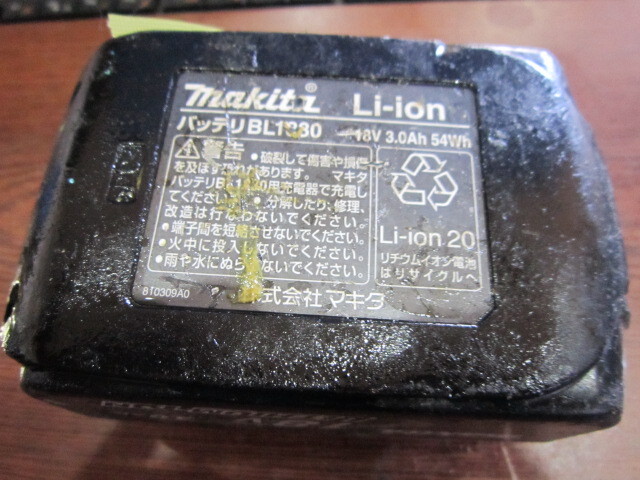 makita Li-ion
バッテリBL1830 18V 3.0Ah 54Wh
警告 ・破裂して傷害や損傷
を及ぼす マキタ
バッテリ 用充電器で充電し
てください。・分解したり、修理、
改造は行なわないでください。
・端子間を短絡させないでください。
・火中に投入しないでください。
・雨や水にぬらさないでください。
Li-ion 20
リチウムイオン電池
はリサイクルへ
810309A0
株式会社マキタ